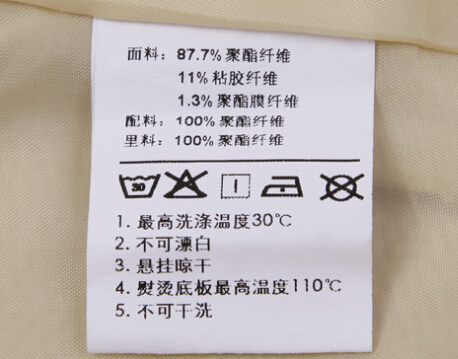 面料: 87.7% 聚酯纤维
11% 粘胶纤维
1.3% 聚酯膜纤维
配料: 100% 聚酯纤维
里料: 100% 聚酯纤维
30
1. 最高洗涤温度30℃
2. 不可漂白
3. 悬挂晾干
4. 熨烫底板最高温度110℃
5. 不可干洗